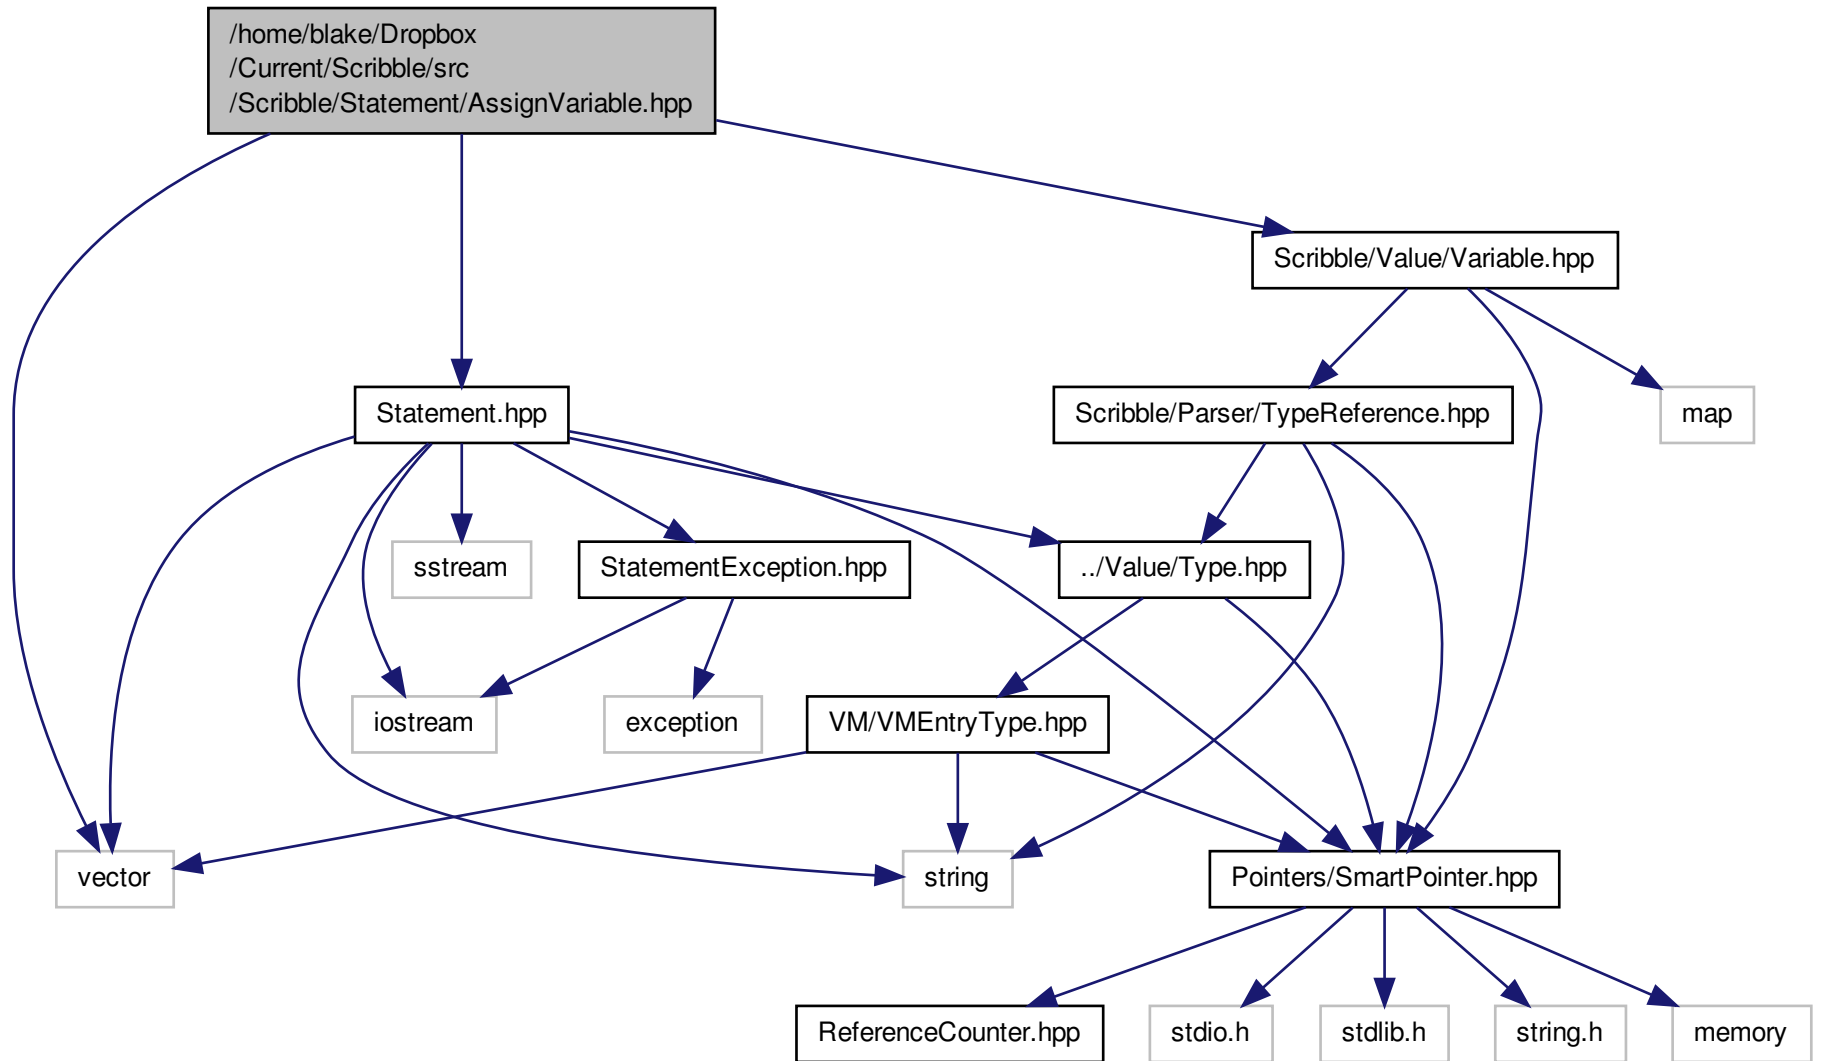 /home/blake/Dropbox
/Current/Scribble/src
/Scribble/Statement/AssignVariable.hpp
Scribble/Value/Variable.hpp
Statement.hpp
Scribble/Parser/TypeReference.hpp
map
sstream
StatementException.hpp
../Value/Type.hpp
iostream
exception
VM/VMEntryType.hpp
vector
string
Pointers/SmartPointer.hpp
ReferenceCounter.hpp
stdio.h
stdlib.h
string.h
memory